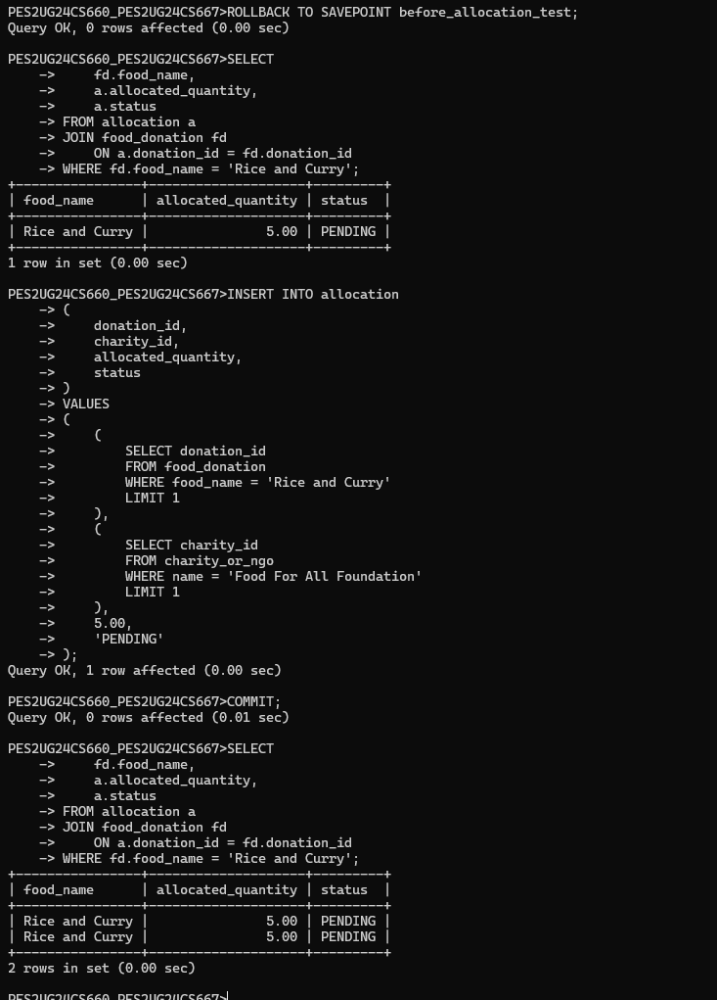 PES2UG24CS660_PES2UG24CS667>ROLLBACK TO SAVEPOINT before_allocation_test;
Query OK, 0 rows affected (0.00 sec)

PES2UG24CS660_PES2UG24CS667>SELECT
    ->     fd.food_name,
    ->     a.allocated_quantity,
    ->     a.status
    -> FROM allocation a
    -> JOIN food_donation fd
    ->     ON a.donation_id = fd.donation_id
    -> WHERE fd.food_name = 'Rice and Curry';
+----------------+--------------------+---------+
| food_name      | allocated_quantity | status  |
+----------------+--------------------+---------+
| Rice and Curry |               5.00 | PENDING |
+----------------+--------------------+---------+
1 row in set (0.00 sec)

PES2UG24CS660_PES2UG24CS667>INSERT INTO allocation
    -> (
    ->     donation_id,
    ->     charity_id,
    ->     allocated_quantity,
    ->     status
    -> )
    -> VALUES
    -> (
    ->     (
    ->         SELECT donation_id
    ->         FROM food_donation
    ->         WHERE food_name = 'Rice and Curry'
    ->         LIMIT 1
    ->     ),
    ->     (
    ->         SELECT charity_id
    ->         FROM charity_or_ngo
    ->         WHERE name = 'Food For All Foundation'
    ->         LIMIT 1
    ->     ),
    ->     5.00,
    ->     'PENDING'
    -> );
Query OK, 1 row affected (0.00 sec)

PES2UG24CS660_PES2UG24CS667>COMMIT;
Query OK, 0 rows affected (0.01 sec)

PES2UG24CS660_PES2UG24CS667>SELECT
    ->     fd.food_name,
    ->     a.allocated_quantity,
    ->     a.status
    -> FROM allocation a
    -> JOIN food_donation fd
    ->     ON a.donation_id = fd.donation_id
    -> WHERE fd.food_name = 'Rice and Curry';
+----------------+--------------------+---------+
| food_name      | allocated_quantity | status  |
+----------------+--------------------+---------+
| Rice and Curry |               5.00 | PENDING |
| Rice and Curry |               5.00 | PENDING |
+----------------+--------------------+---------+
2 rows in set (0.00 sec)

PES2UG24CS660_PES2UG24CS667>